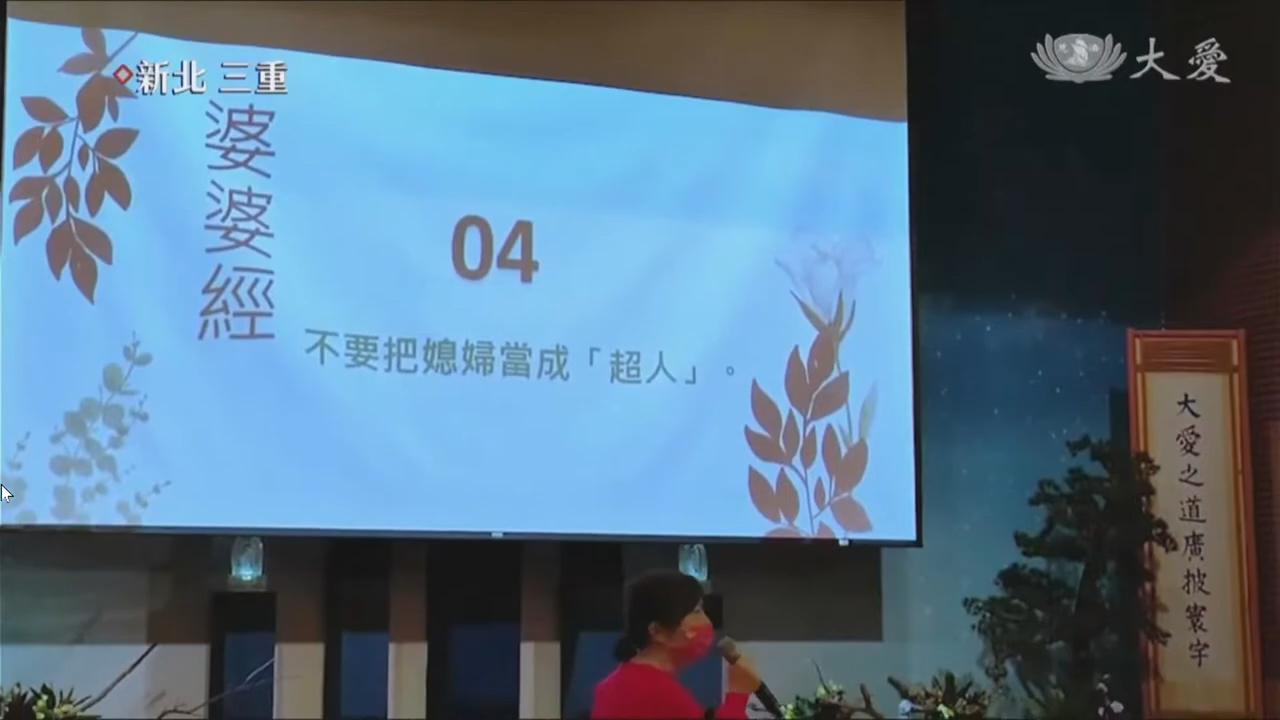 新北 三重
大愛
婆婆經
04
不要把媳婦當成「超人」。
大愛之道廣披寰宇